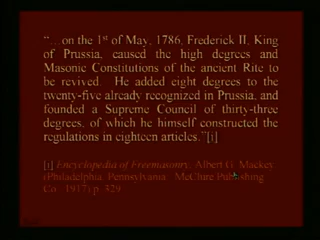 “…on the 1st of May, 1786, Frederick II, King
of Prussia, caused the high degrees and
Masonic Constitutions of the ancient Rite to
be revived. He added eight degrees to the
twenty-five already recognized in Prussia, and
founded a Supreme Council of thirty-three
degrees, of which he himself constructed the
regulations in eighteen articles.”[i]
[i] Encyclopedia of Freemasonry, Albert G. Mackey
(Philadelphia, Pennsylvania: McClure Publishing
Co., 1917) p. 329